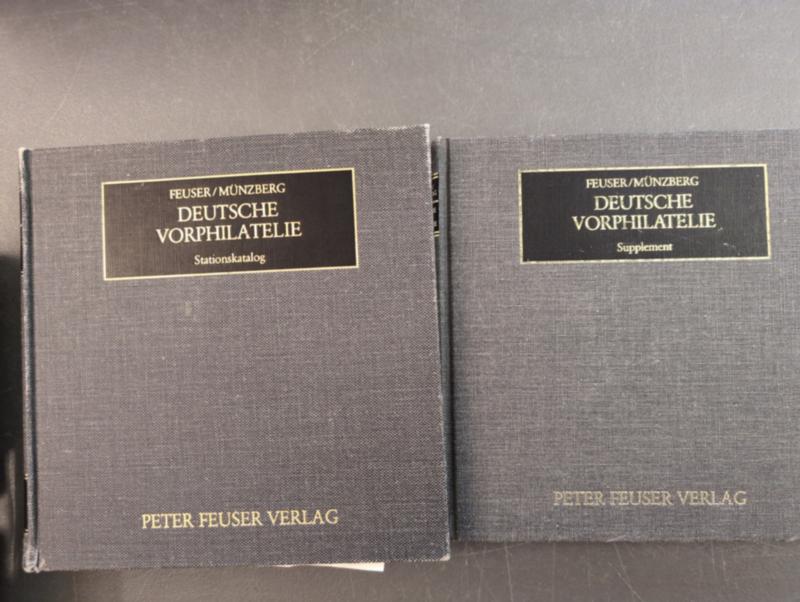 FEUSER/MÜNZBERG
DEUTSCHE
VORPHILATELIE
Stationskatalog
PETER FEUSER VERLAG
FEUSER/MÜNZBERG
DEUTSCHE
VORPHILATELIE
Supplement
PETER FEUSER VERLAG